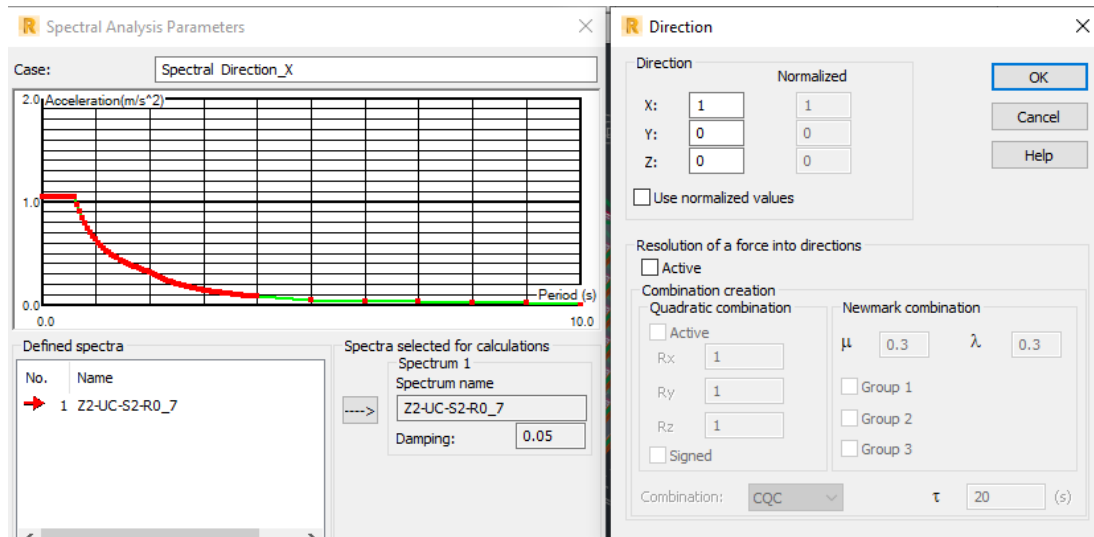 Spectral Analysis Parameters
Case:
Spectral Direction_X
2.0
Acceleration(m/s^2)
1.0
0.0
Period (s)
0.0
10.0
Defined spectra
No.
Name
1
Z2-UC-S2-R0_7
Spectra selected for calculations
Spectrum 1
Spectrum name
---->
Z2-UC-S2-R0_7
Damping:
0.05
R
Direction
Direction
Normalized
X:
1
1
Y:
0
0
Z:
0
0
Use normalized values
OK
Cancel
Help
Resolution of a force into directions
Active
Combination creation
Quadratic combination
Active
Rx
1
Ry
1
Rz
1
Signed
Newmark combination
μ
0.3
λ
0.3
Group 1
Group 2
Group 3
Combination:
CQC
τ
20
(s)